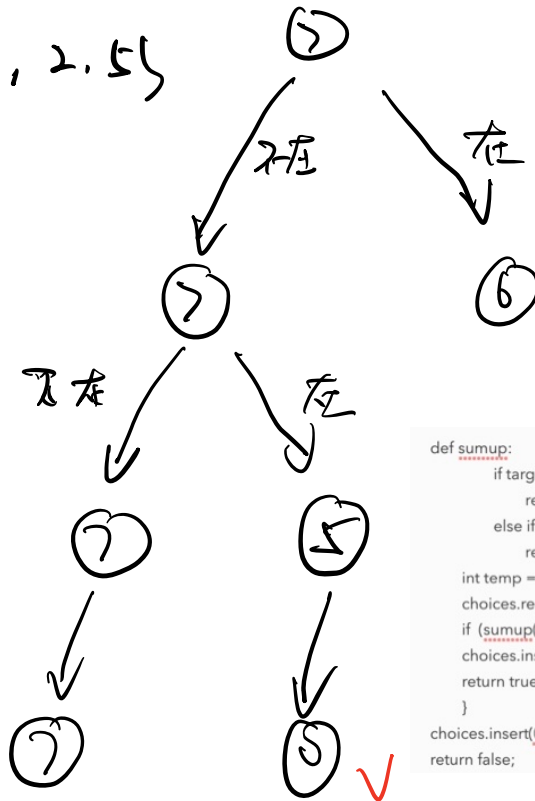 , 2, 5}
7
不在
在
7
6
不在
在
7
5
7
5
def sumup:
if targ
re
else if
re
int temp =
choices.re
if (sumup(
choices.ins
return true
}
choices.insert(
return false;